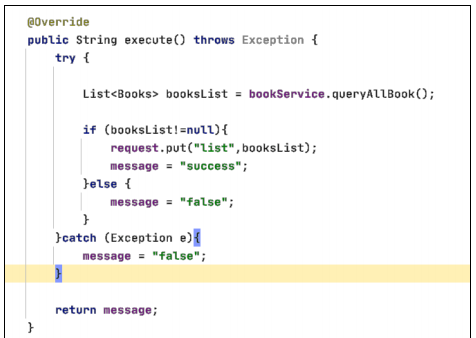 @Override
public String execute() throws Exception {
try {
List<Books> booksList = bookService.queryAllBook();
if (booksList!=null){
request.put("list",booksList);
message = "success";
}else {
message = "false";
}
}catch (Exception e){
message = "false";
}
return message;
}